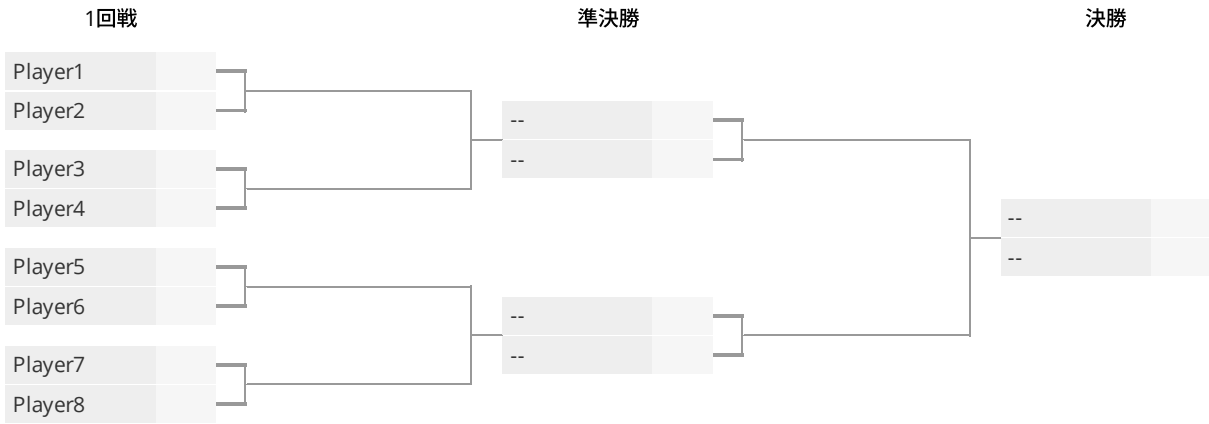 1回戦
準決勝
決勝
Player1
Player2
Player3
Player4
Player5
Player6
Player7
Player8
--
--
--
--
--
--